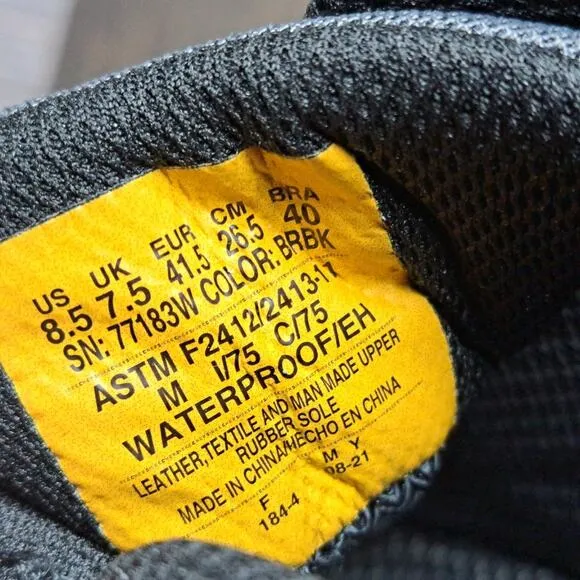 US UK EUR CM BRA
8.5 7.5 41.5 26.5 40
SN: 77183W COLOR: BRBK
ASTM F2412/2413-11
M I/75 C/75
WATERPROOF/EH
LEATHER,TEXTILE AND MAN MADE UPPER
RUBBER SOLE
MADE IN CHINA/HECHO EN CHINA
F M Y
184-4 08-21